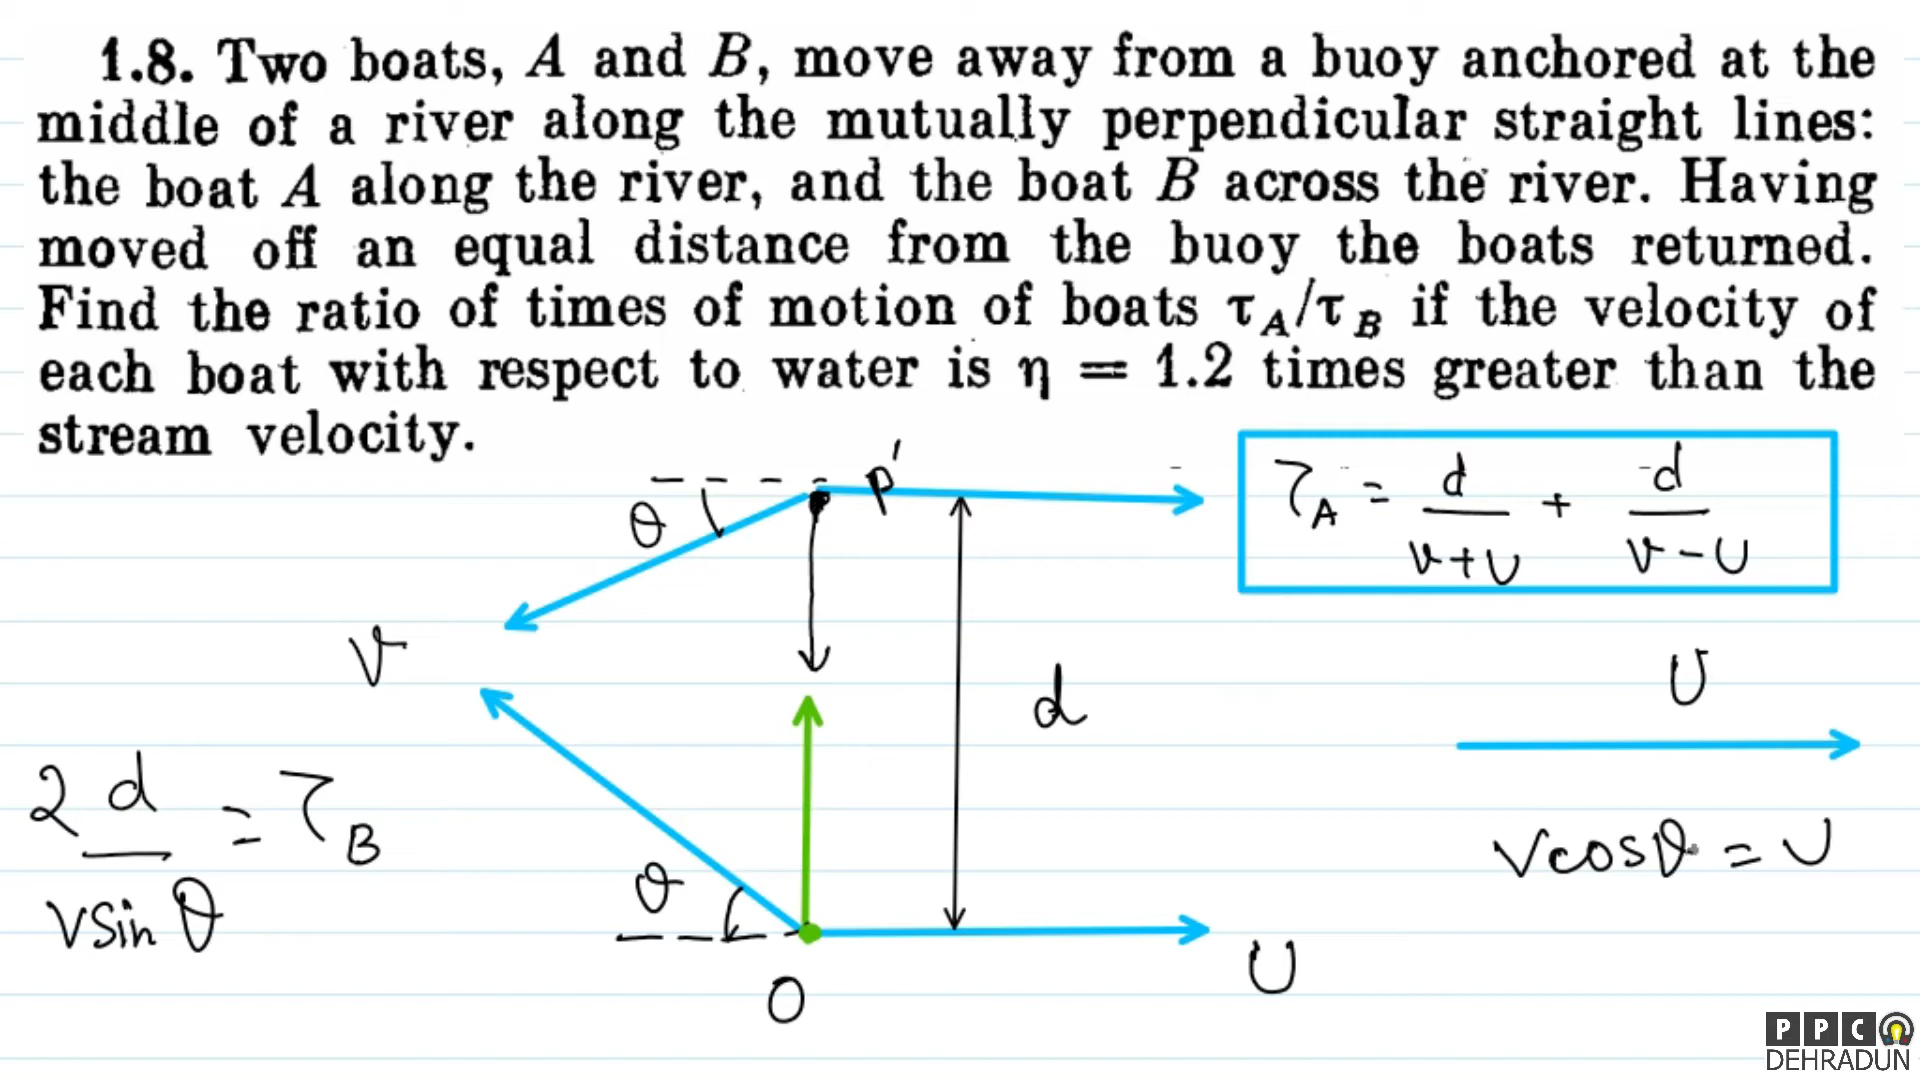 1.8. Two boats, A and B, move away from a buoy anchored at the
middle of a river along the mutually perpendicular straight lines:
the boat A along the river, and the boat B across the river. Having
moved off an equal distance from the buoy the boats returned.
Find the ratio of times of motion of boats τ_A/τ_B if the velocity of
each boat with respect to water is η = 1.2 times greater than the
stream velocity.
P'
τ_A = d/(v+U) + d/(v-U)
θ
v
U
d
2d/(v sin θ) = τ_B
v cos θ = U
θ
U
O
PPC
DEHRADUN